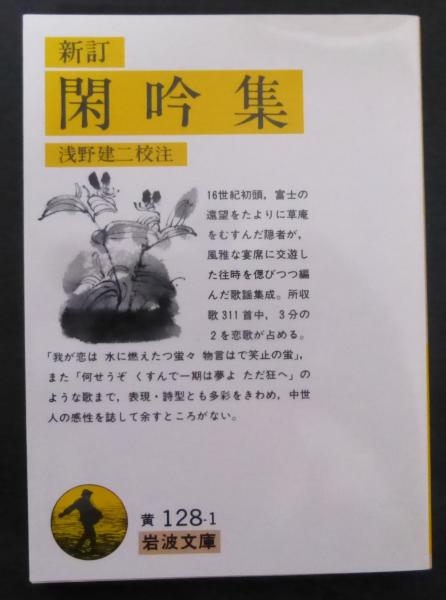 新訂
閑吟集
浅野建二校注
16世紀初頭，富士の
遠望をたよりに草庵
をむすんだ隠者が，
風雅な宴席に交遊し
た往時を偲びつつ編
んだ歌謡集成。所収
歌311首中，3分の
2を恋歌が占める。
「我が恋は 水に燃えたつ蛍々 物言はで笑止の蛍」，
また「何せうぞ くすんで一期は夢よ ただ狂へ」の
ような歌まで，表現・詩型とも多彩をきわめ，中世
人の感性を誌して余すところがない。
黄 128-1
岩波文庫